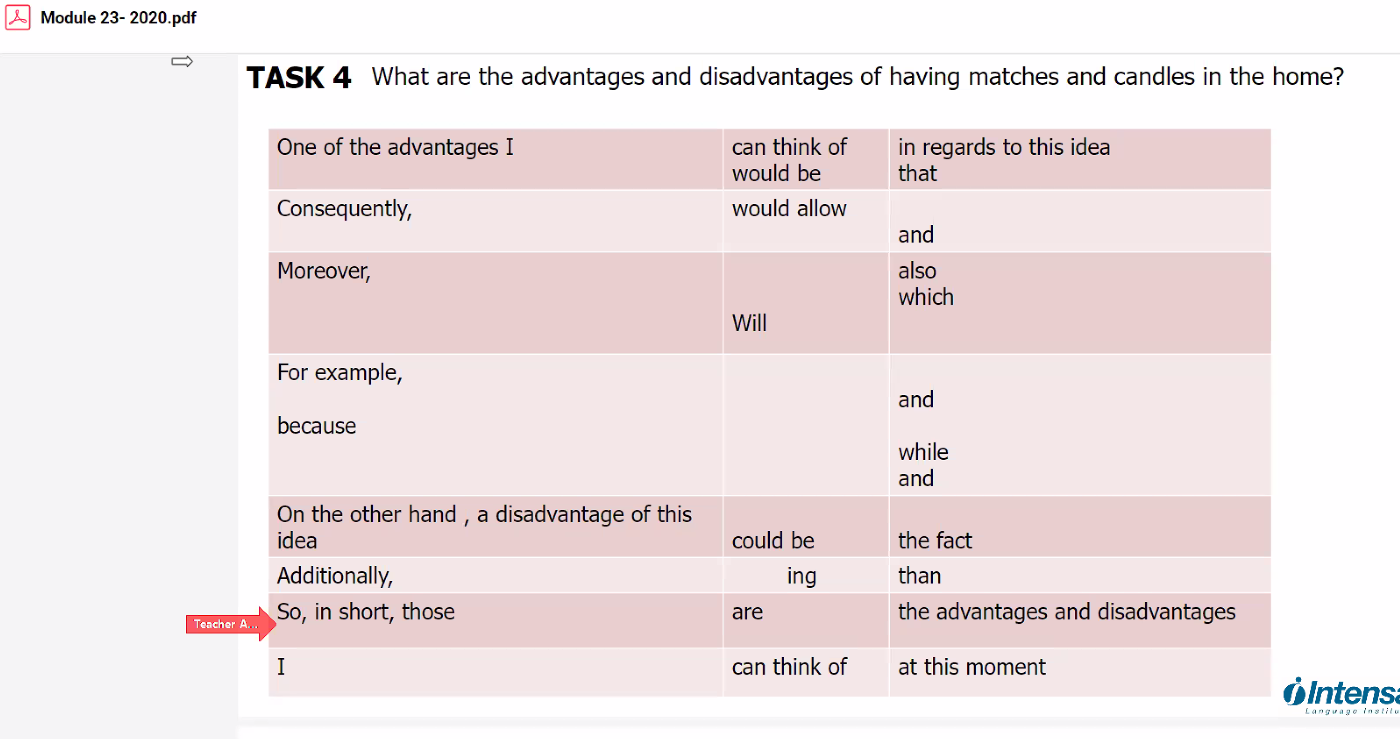 Module 23- 2020.pdf
TASK 4 What are the advantages and disadvantages of having matches and candles in the home?
One of the advantages I
can think of
would be
in regards to this idea
that
Consequently,
would allow
and
Moreover,
Will
also
which
For example,
because
and
while
and
On the other hand , a disadvantage of this
idea
could be
the fact
Additionally,
ing
than
Teacher A...
So, in short, those
are
the advantages and disadvantages
I
can think of
at this moment
Language